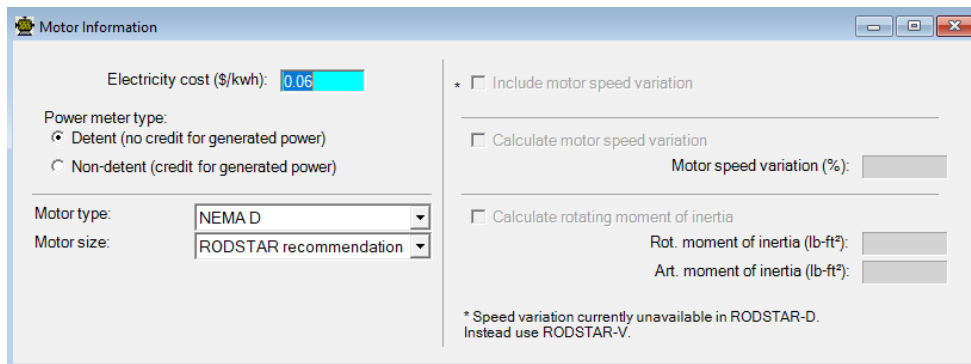 Motor Information
Electricity cost ($/kwh): 0.06
Power meter type:
Detent (no credit for generated power)
Non-detent (credit for generated power)
Motor type: NEMA D
Motor size: RODSTAR recommendation
* Include motor speed variation
Calculate motor speed variation
Motor speed variation (%):
Calculate rotating moment of inertia
Rot. moment of inertia (lb-ft²):
Art. moment of inertia (lb-ft²):
* Speed variation currently unavailable in RODSTAR-D.
Instead use RODSTAR-V.